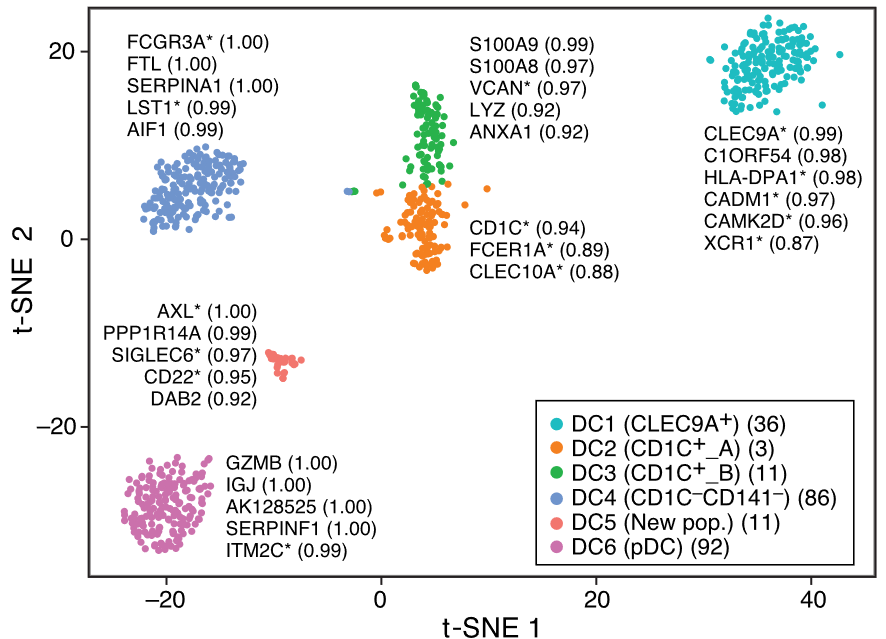 FCGR3A* (1.00)
FTL (1.00)
SERPINA1 (1.00)
LST1* (0.99)
AIF1 (0.99)
S100A9 (0.99)
S100A8 (0.97)
VCAN* (0.97)
LYZ (0.92)
ANXA1 (0.92)
CLEC9A* (0.99)
C1ORF54 (0.98)
HLA-DPA1* (0.98)
CADM1* (0.97)
CAMK2D* (0.96)
XCR1* (0.87)
CD1C* (0.94)
FCER1A* (0.89)
CLEC10A* (0.88)
AXL* (1.00)
PPP1R14A (0.99)
SIGLEC6* (0.97)
CD22* (0.95)
DAB2 (0.92)
GZMB (1.00)
IGJ (1.00)
AK128525 (1.00)
SERPINF1 (1.00)
ITM2C* (0.99)
DC1 (CLEC9A⁺) (36)
DC2 (CD1C⁺_A) (3)
DC3 (CD1C⁺_B) (11)
DC4 (CD1C⁻CD141⁻) (86)
DC5 (New pop.) (11)
DC6 (pDC) (92)
20
0
−20
t-SNE 2
−20
0
20
40
t-SNE 1